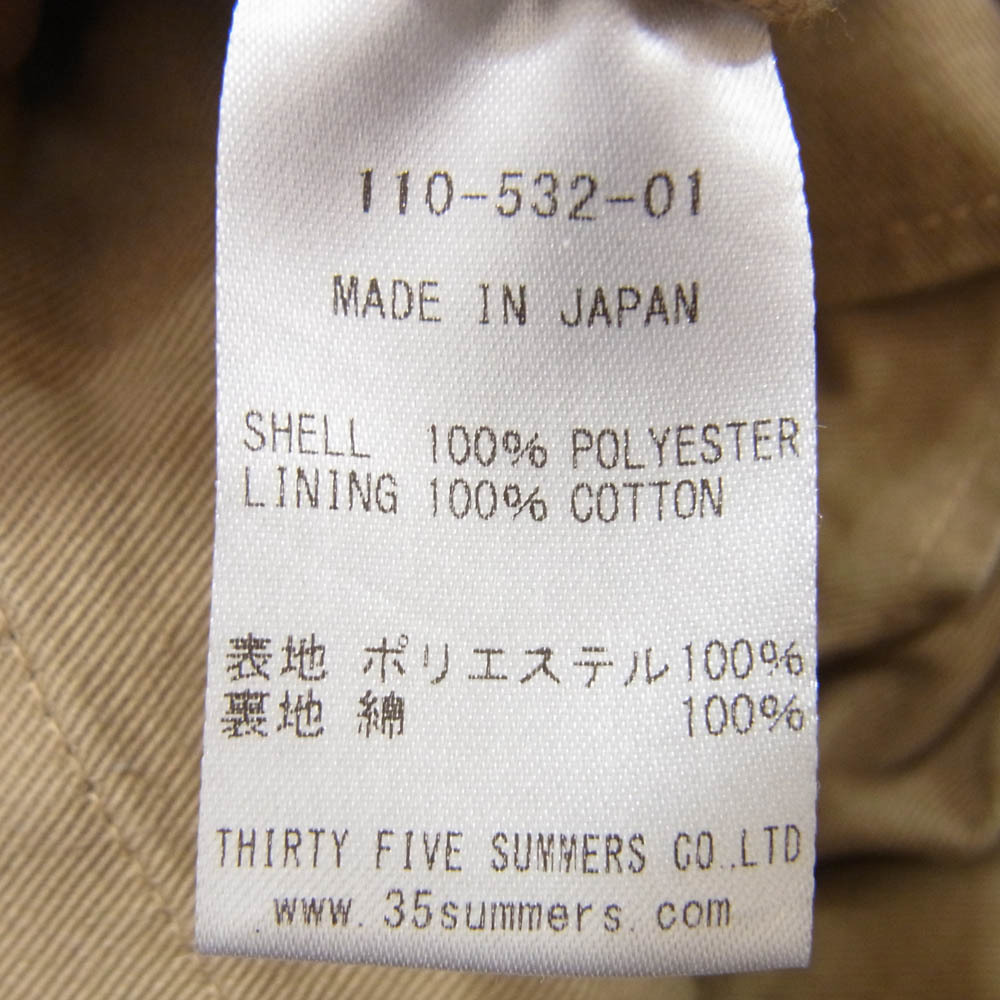 110-532-01
MADE IN JAPAN
SHELL 100% POLYESTER
LINING 100% COTTON
表地 ポリエステル100%
裏地 綿 100%
THIRTY FIVE SUMMERS CO.,LTD
www.35summers.com